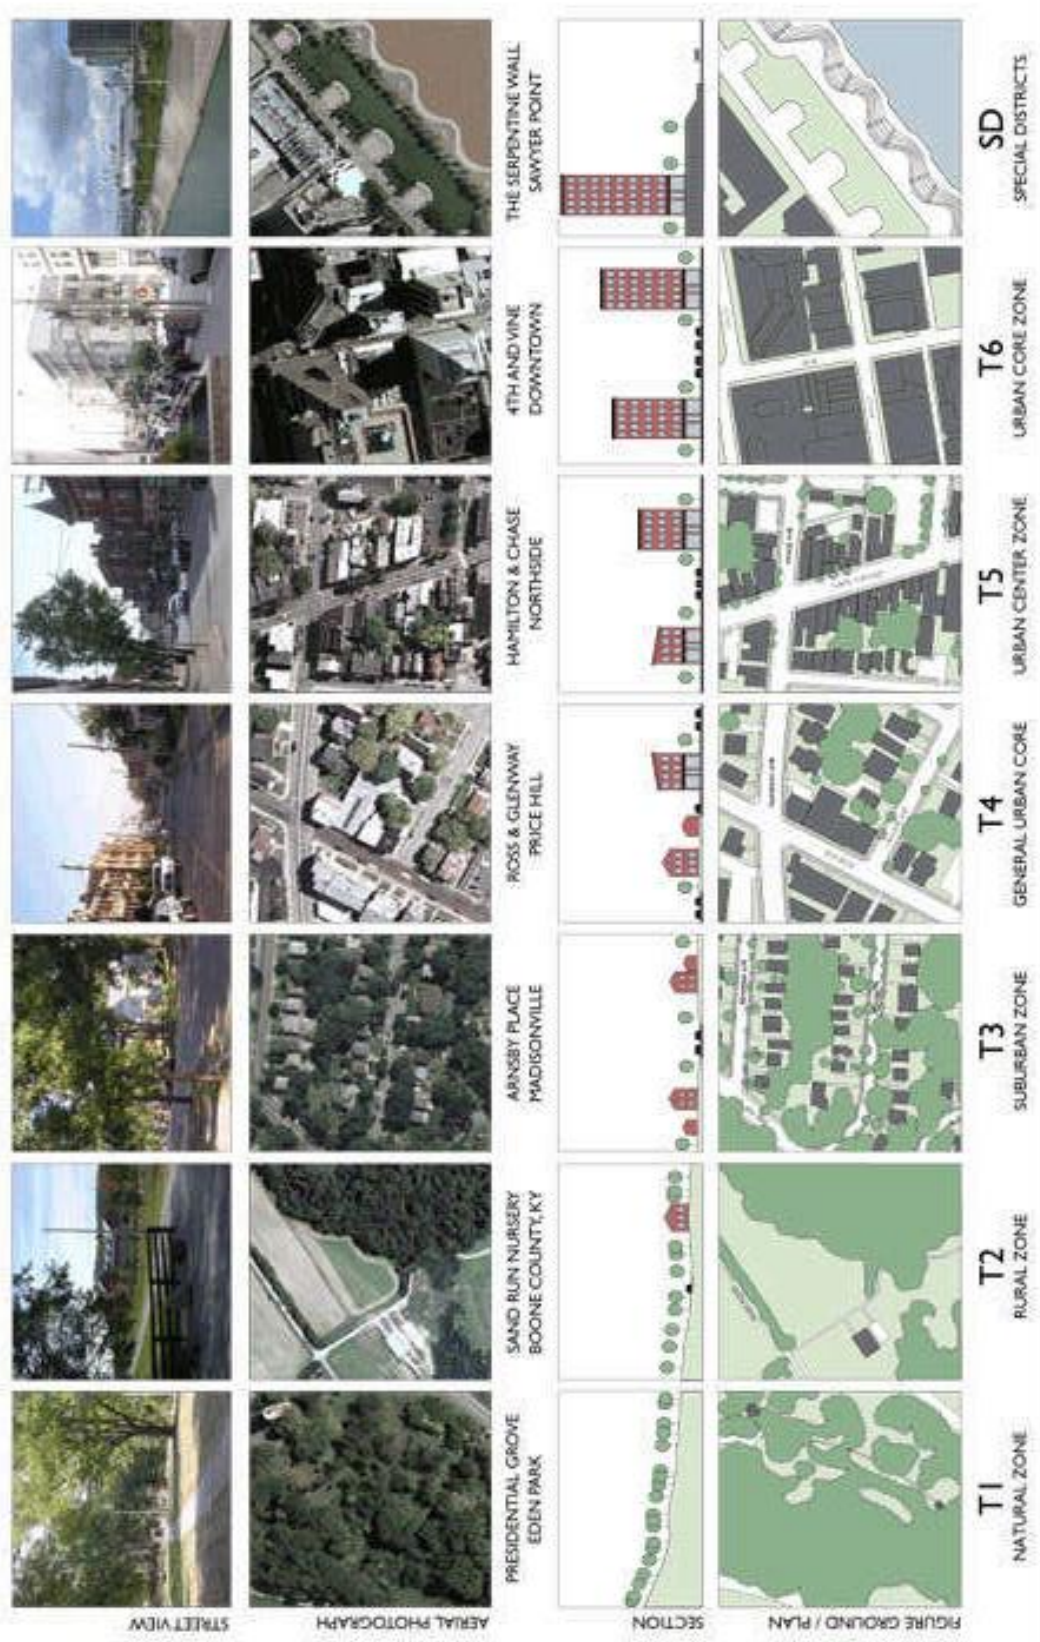 STREET VIEW
AERIAL PHOTOGRAPH
PRESIDENTIAL GROVE
EDEN PARK
SAND RUN NURSERY
BOONE COUNTY, KY
ARNSBY PLACE
MADISONVILLE
ROSS & GLENWAY
PRICE HILL
HAMILTON & CHASE
NORTHSIDE
4TH AND VINE
DOWNTOWN
THE SERPENTINE WALL
SAWYER POINT
SECTION
FIGURE GROUND / PLAN
T1
NATURAL ZONE
T2
RURAL ZONE
T3
SUBURBAN ZONE
T4
GENERAL URBAN CORE
T5
URBAN CENTER ZONE
T6
URBAN CORE ZONE
SD
SPECIAL DISTRICTS